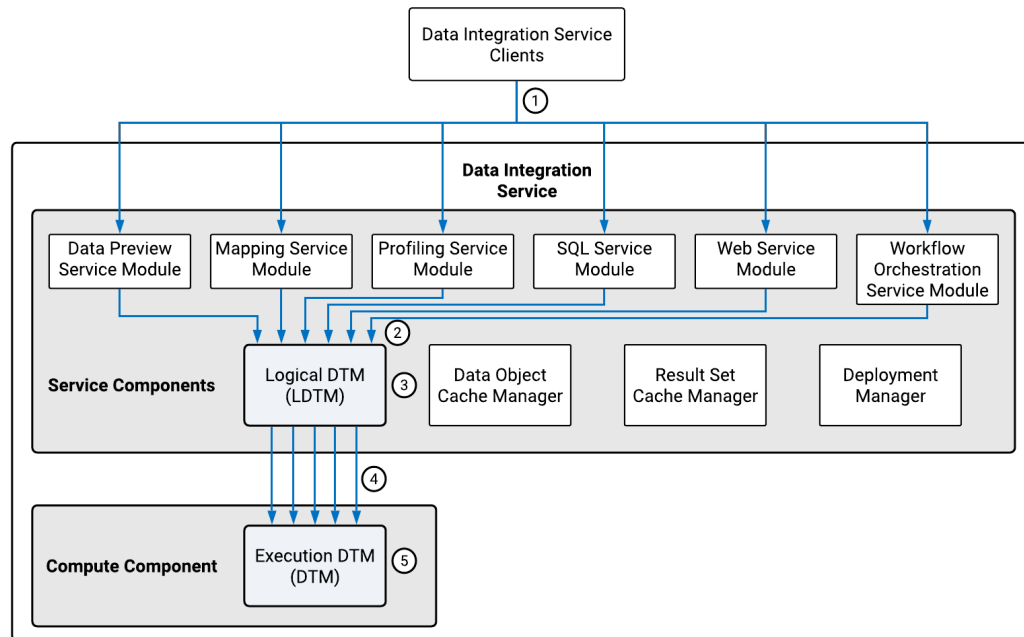 Data Integration Service
Clients
1
Data Integration
Service
Data Preview
Service Module
Mapping Service
Module
Profiling Service
Module
SQL Service
Module
Web Service
Module
Workflow
Orchestration
Service Module
2
Service Components
Logical DTM
(LDTM)
3
Data Object
Cache Manager
Result Set
Cache Manager
Deployment
Manager
4
Compute Component
Execution DTM
(DTM)
5